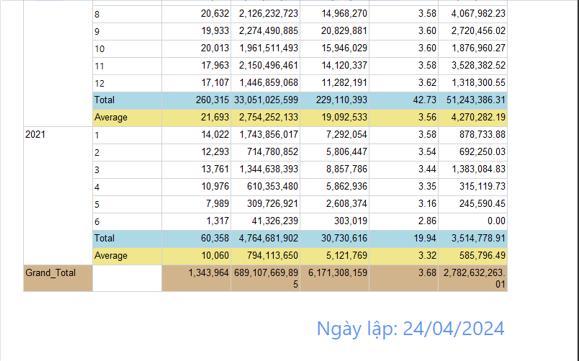 8 20,632 2,126,232,723 14,968,270 3.58 4,067,982.23
9 19,933 2,274,490,885 20,829,881 3.60 2,720,456.02
10 20,013 1,961,511,493 15,946,029 3.60 1,876,960.27
11 17,963 2,150,496,461 14,120,337 3.58 3,528,382.52
12 17,107 1,446,859,068 11,282,191 3.62 1,318,300.55
Total 260,315 33,051,025,599 229,110,393 42.73 51,243,386.31
Average 21,693 2,754,252,133 19,092,533 3.56 4,270,282.19
2021 1 14,022 1,743,856,017 7,292,054 3.58 878,733.88
2 12,293 714,780,852 5,806,447 3.54 692,250.03
3 13,761 1,344,638,393 8,857,786 3.44 1,383,084.83
4 10,976 610,353,480 5,862,936 3.35 315,119.73
5 7,989 309,726,921 2,608,374 3.16 245,590.45
6 1,317 41,326,239 303,019 2.86 0.00
Total 60,358 4,764,681,902 30,730,616 19.94 3,514,778.91
Average 10,060 794,113,650 5,121,769 3.32 585,796.49
Grand_Total 1,343,964 689,107,669,89 6,171,308,159 3.68 2,782,632,263.
5 01
Ngày lập: 24/04/2024